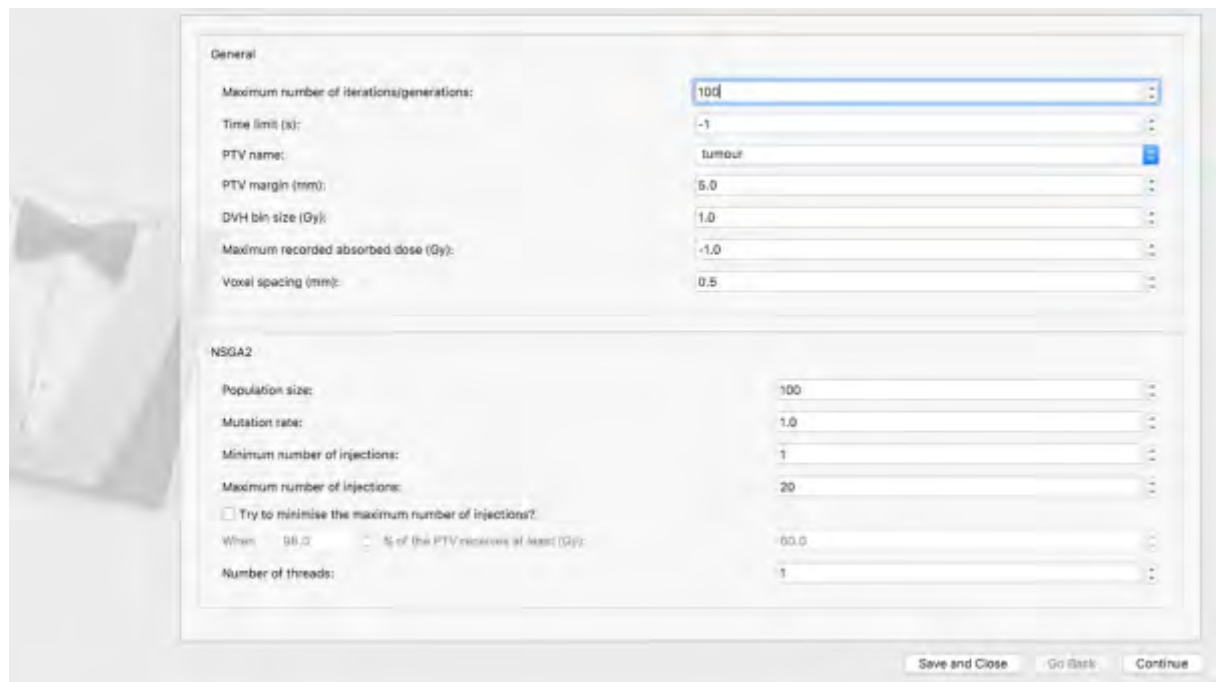 General
Maximum number of iterations/generations: 100
Time limit (s): -1
PTV name: tumour
PTV margin (mm): 5.0
DVH bin size (Gy): 1.0
Maximum recorded absorbed dose (Gy): -1.0
Voxel spacing (mm): 0.5
NSGA2
Population size: 100
Mutation rate: 1.0
Minimum number of injections: 1
Maximum number of injections: 20
Try to minimise the maximum number of injections?
When 98.0 % of the PTV receives at least (Gy): 60.0
Number of threads: 1
Save and Close Go Back Continue